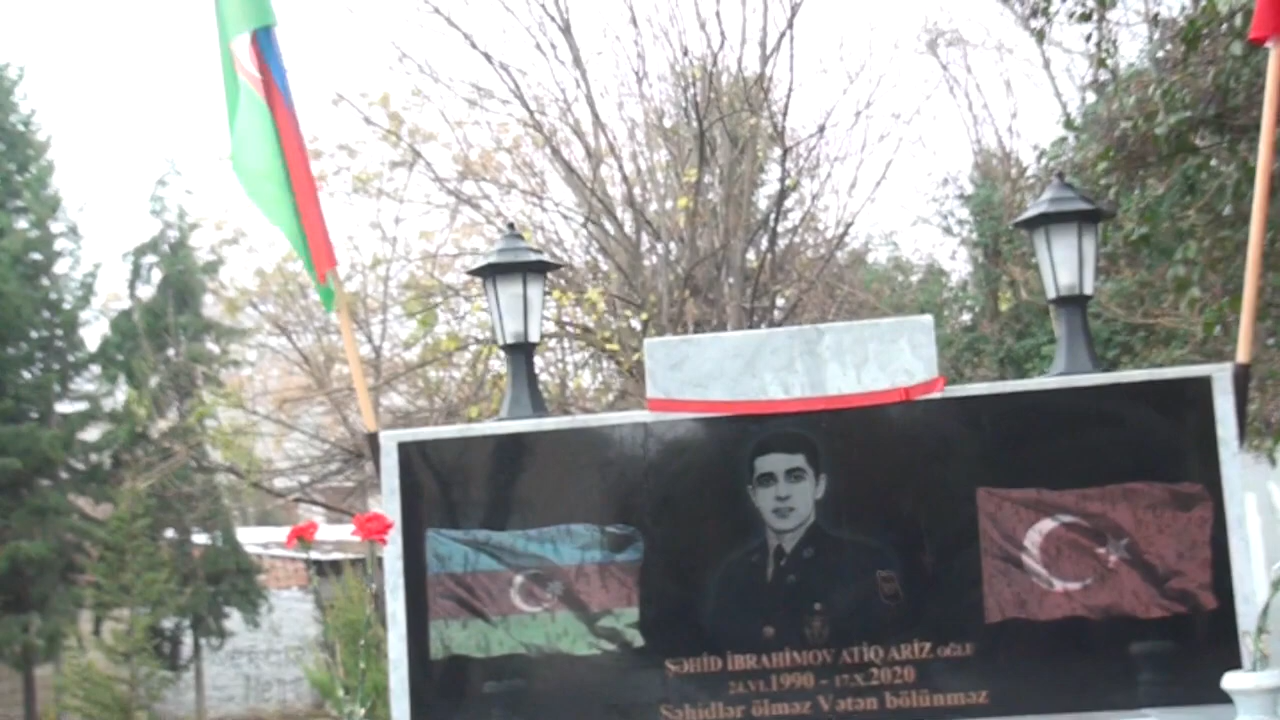 ŞƏHİD İBRAHİMOV ATİQ ARİZ OĞLU
24.VI.1990 - 17.X.2020
Şəhidlər ölməz Vətən bölünməz